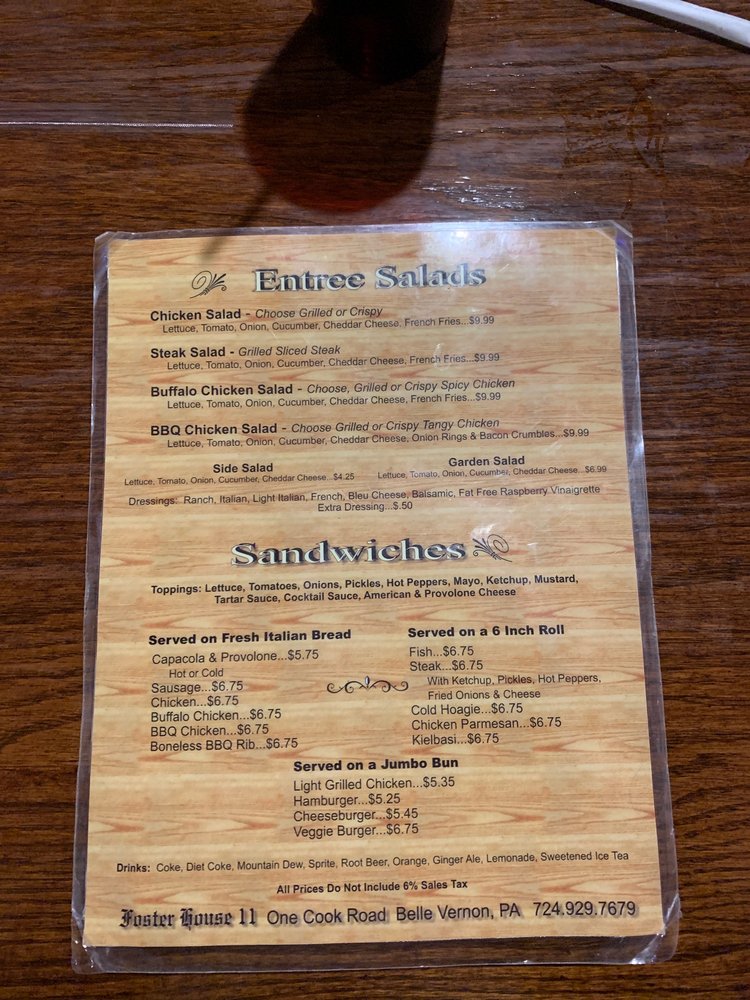 Entree Salads
Chicken Salad - Choose Grilled or Crispy
Lettuce, Tomato, Onion, Cucumber, Cheddar Cheese, French Fries...$9.99
Steak Salad - Grilled Sliced Steak
Lettuce, Tomato, Onion, Cucumber, Cheddar Cheese, French Fries...$9.99
Buffalo Chicken Salad - Choose, Grilled or Crispy Spicy Chicken
Lettuce, Tomato, Onion, Cucumber, Cheddar Cheese, French Fries...$9.99
BBQ Chicken Salad - Choose Grilled or Crispy Tangy Chicken
Lettuce, Tomato, Onion, Cucumber, Cheddar Cheese, Onion Rings & Bacon Crumbles...$9.99
Side Salad
Lettuce, Tomato, Onion, Cucumber, Cheddar Cheese...$4.25
Garden Salad
Lettuce, Tomato, Onion, Cucumber, Cheddar Cheese...$6.99
Dressings: Ranch, Italian, Light Italian, French, Bleu Cheese, Balsamic, Fat Free Raspberry Vinaigrette
Extra Dressing...$.50
Sandwiches
Toppings: Lettuce, Tomatoes, Onions, Pickles, Hot Peppers, Mayo, Ketchup, Mustard,
Tartar Sauce, Cocktail Sauce, American & Provolone Cheese
Served on Fresh Italian Bread
Capacola & Provolone...$5.75
Hot or Cold
Sausage...$6.75
Chicken...$6.75
Buffalo Chicken...$6.75
BBQ Chicken...$6.75
Boneless BBQ Rib...$6.75
Served on a 6 Inch Roll
Fish...$6.75
Steak...$6.75
With Ketchup, Pickles, Hot Peppers,
Fried Onions & Cheese
Cold Hoagie...$6.75
Chicken Parmesan...$6.75
Kielbasi...$6.75
Served on a Jumbo Bun
Light Grilled Chicken...$5.35
Hamburger...$5.25
Cheeseburger...$5.45
Veggie Burger...$6.75
Drinks: Coke, Diet Coke, Mountain Dew, Sprite, Root Beer, Orange, Ginger Ale, Lemonade, Sweetened Ice Tea
All Prices Do Not Include 6% Sales Tax
Foster House 11 One Cook Road Belle Vernon, PA 724.929.7679